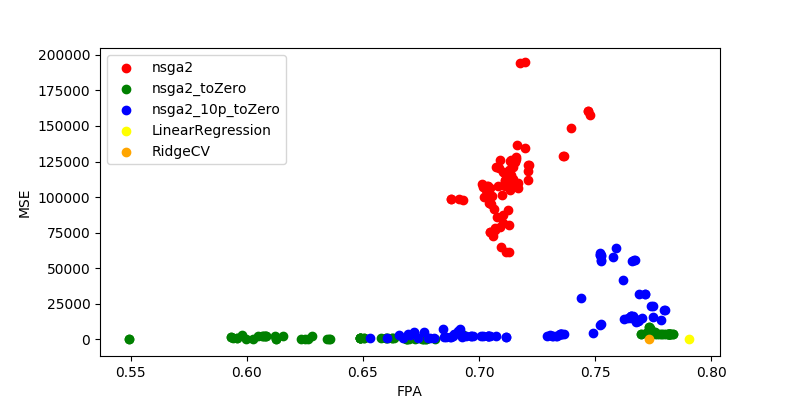 200000
175000
150000
125000
100000
75000
50000
25000
0
MSE
nsga2
nsga2_toZero
nsga2_10p_toZero
LinearRegression
RidgeCV
0.55 0.60 0.65 0.70 0.75 0.80
FPA